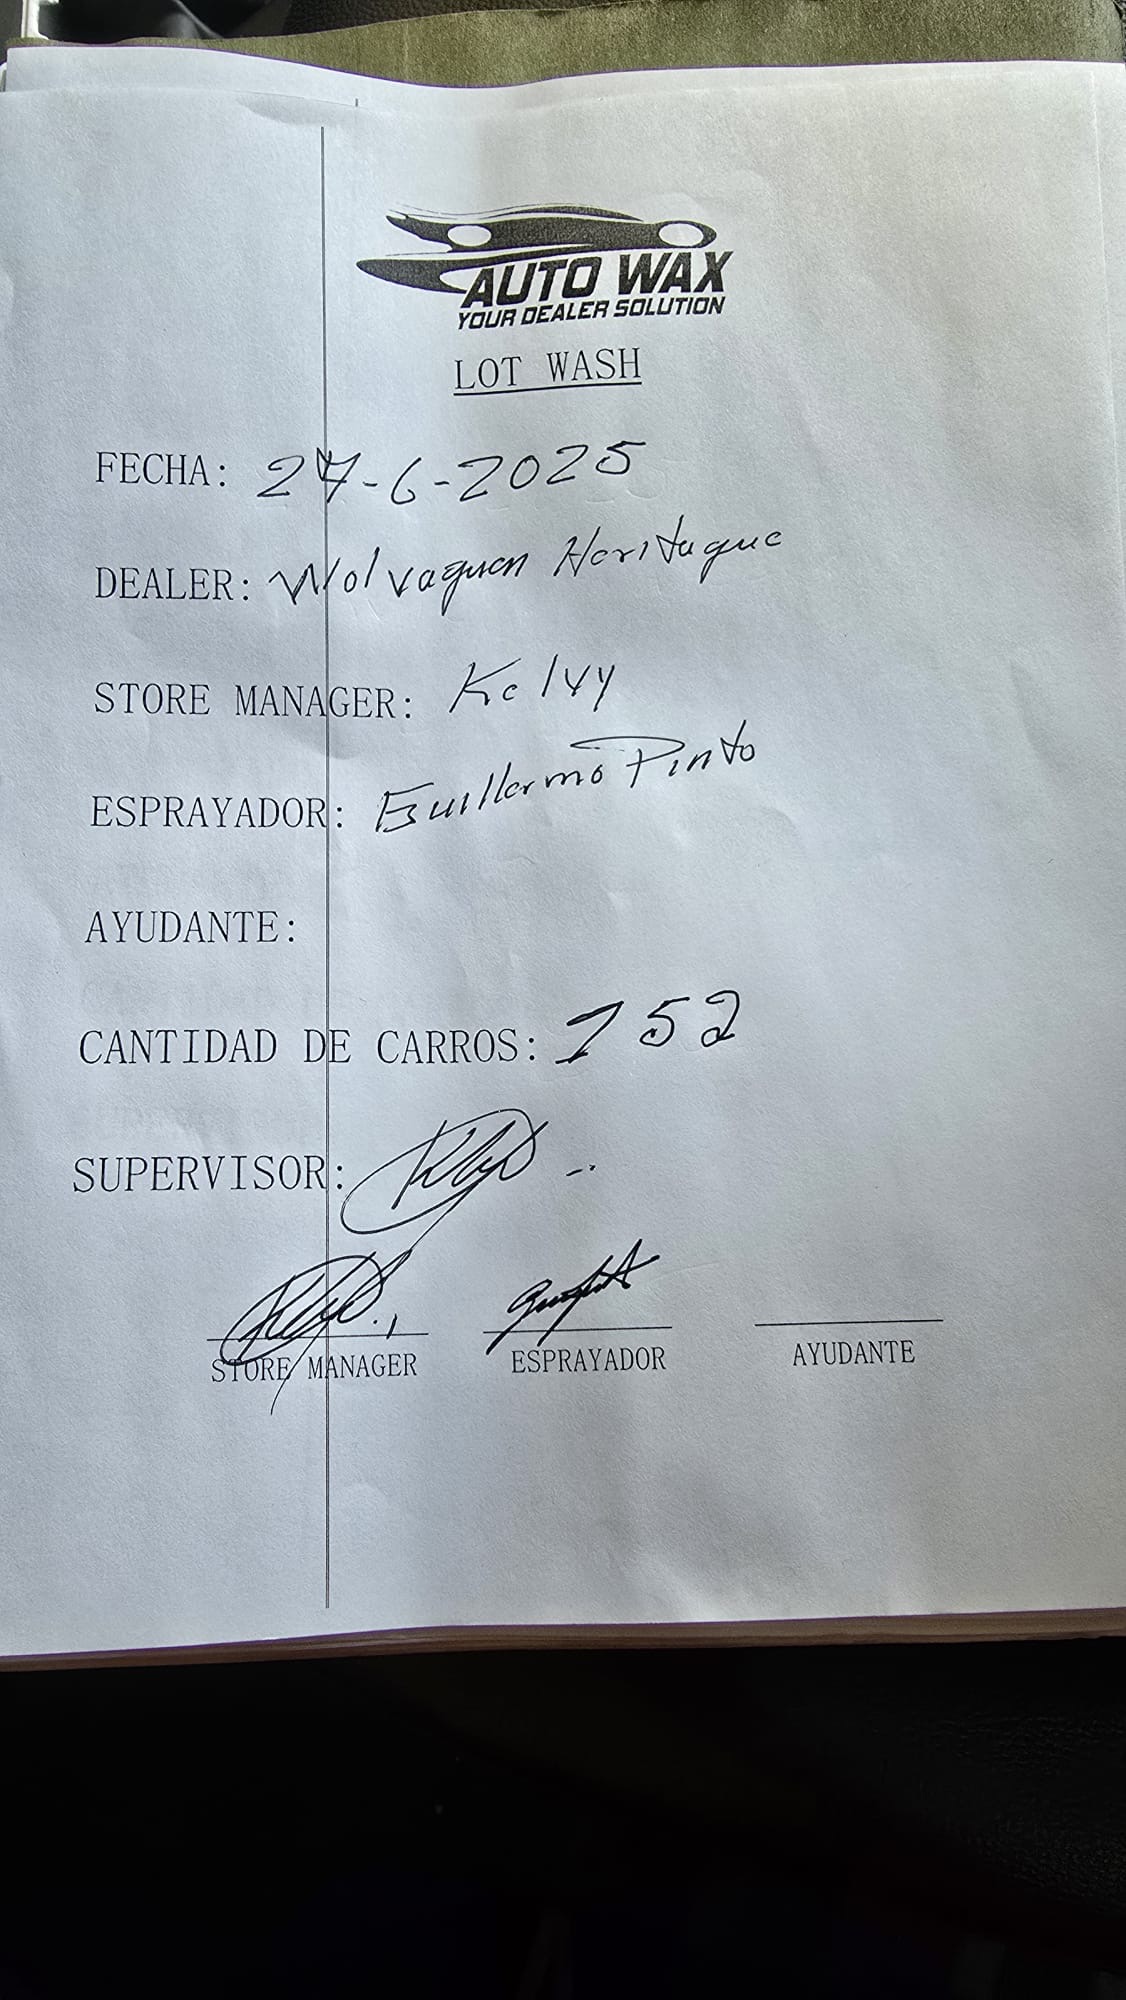 AUTO WAX
YOUR DEALER SOLUTION
LOT WASH
FECHA: 27-6-2025
DEALER: Wolvaguen Heritague
STORE MANAGER: Kelvy
ESPRAYADOR: Guillermo Pinto
AYUDANTE:
CANTIDAD DE CARROS: 152
SUPERVISOR:
STORE MANAGER ESPRAYADOR AYUDANTE